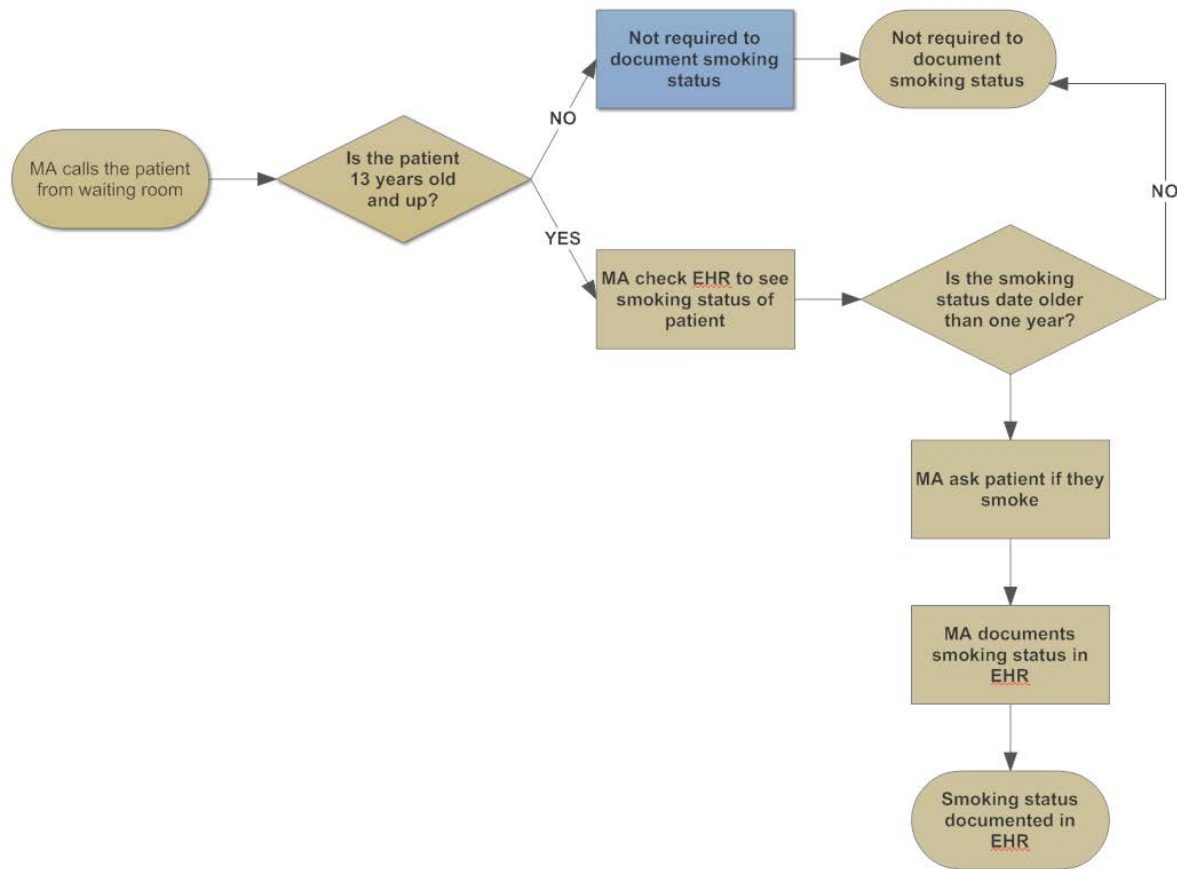 Not required to
document smoking
status
Not required to
document
smoking status
NO
MA calls the patient
from waiting room
Is the patient
13 years old
and up?
NO
YES
MA check EHR to see
smoking status of
patient
Is the smoking
status date older
than one year?
MA ask patient if they
smoke
MA documents
smoking status in
EHR
Smoking status
documented in
EHR